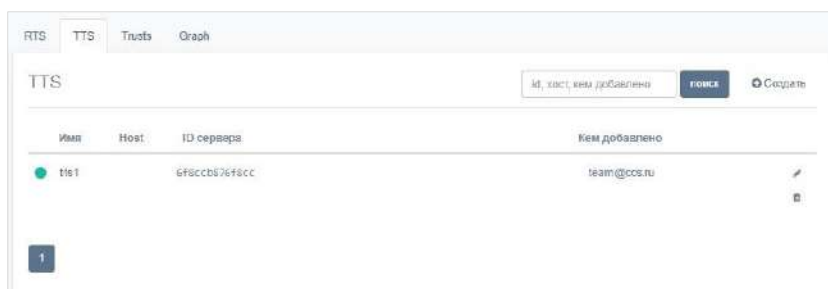 RTS TTS Trusts Graph
TTS
id, хост, кем добавлено поиск Создать
Имя Host ID сервера Кем добавлено
tts1 team@ccs.ru
1